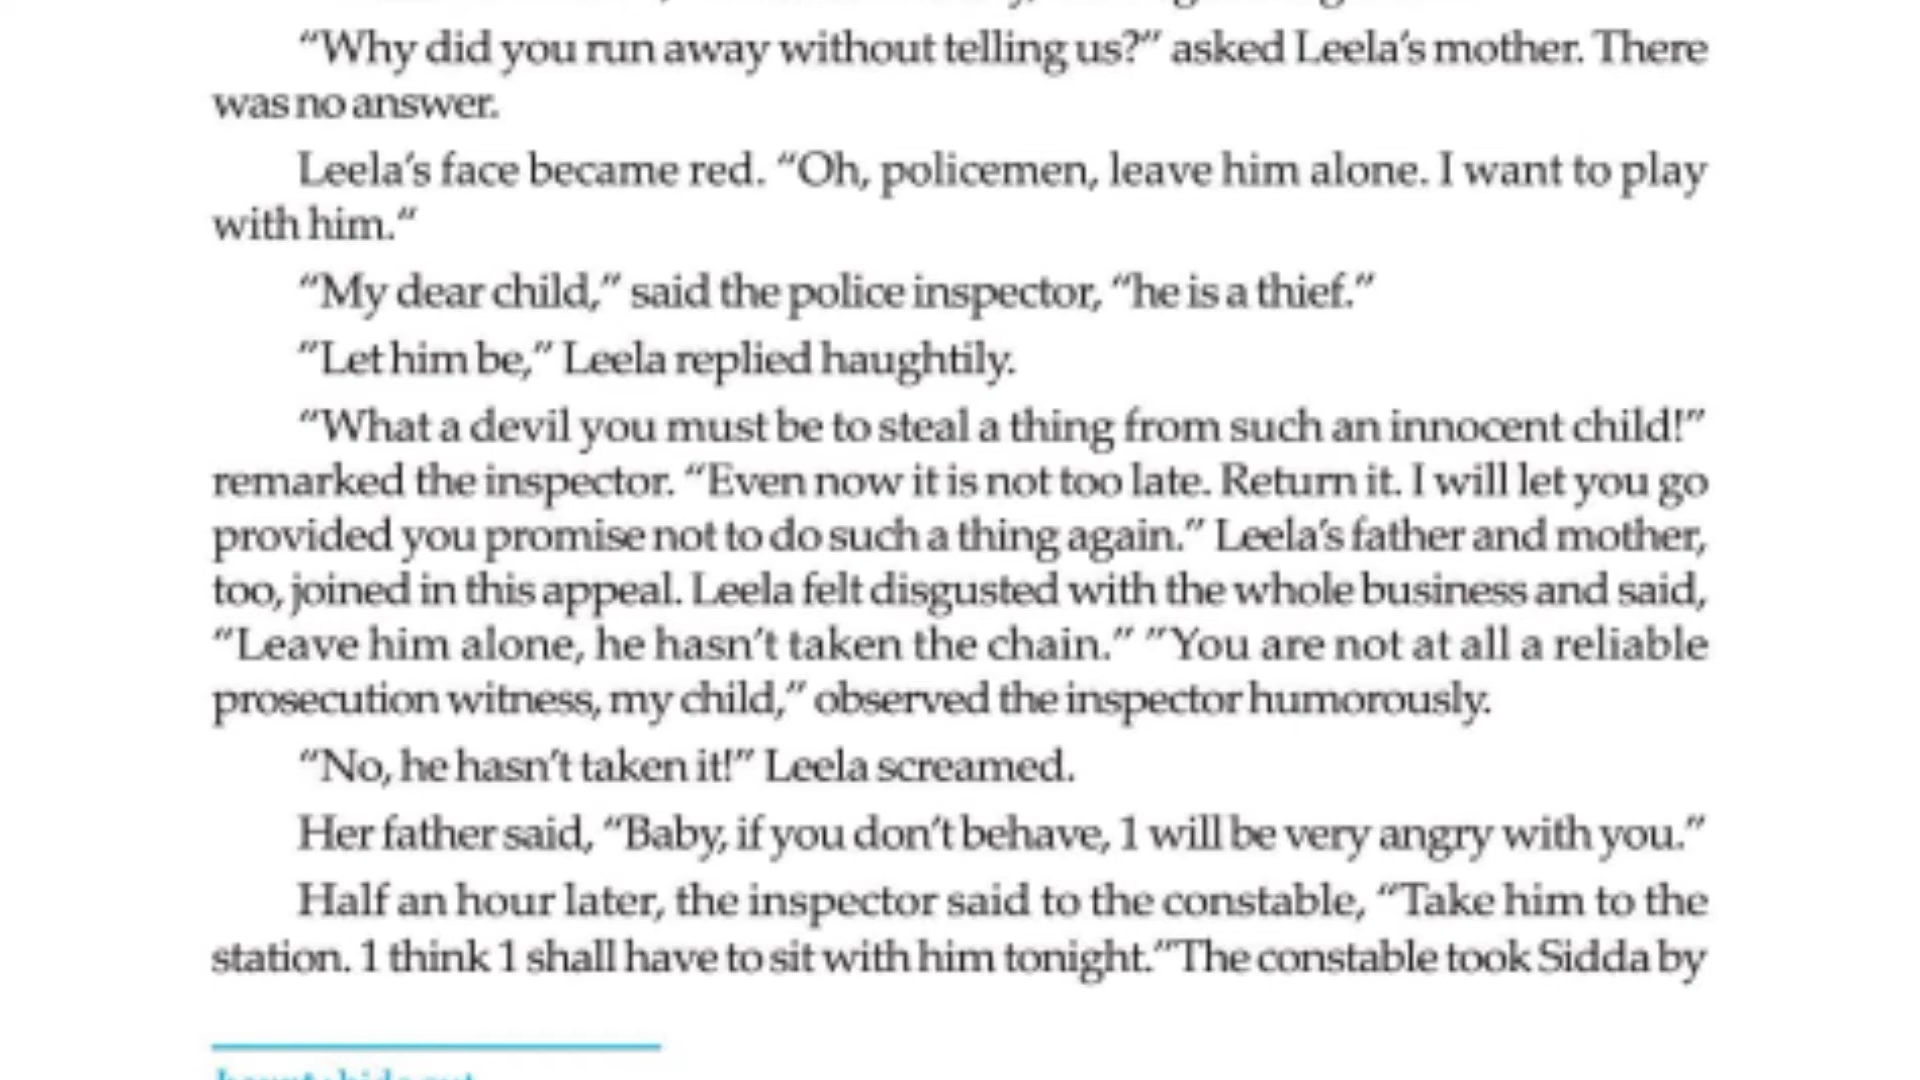 “Why did you run away without telling us?” asked Leela’s mother. There
was no answer.
Leela’s face became red. “Oh, policemen, leave him alone. I want to play
with him.“
“My dear child,” said the police inspector, “he is a thief.”
”Let him be,” Leela replied haughtily.
“What a devil you must be to steal a thing from such an innocent child!”
remarked the inspector. “Even now it is not too late. Return it. I will let you go
provided you promise not to do such a thing again.” Leela’s father and mother,
too, joined in this appeal. Leela felt disgusted with the whole business and said,
“Leave him alone, he hasn’t taken the chain.” ”You are not at all a reliable
prosecution witness, my child,” observed the inspector humorously.
“No, he hasn’t taken it!” Leela screamed.
Her father said, “Baby, if you don’t behave, 1 will be very angry with you.”
Half an hour later, the inspector said to the constable, “Take him to the
station. 1 think 1 shall have to sit with him tonight.”The constable took Sidda by